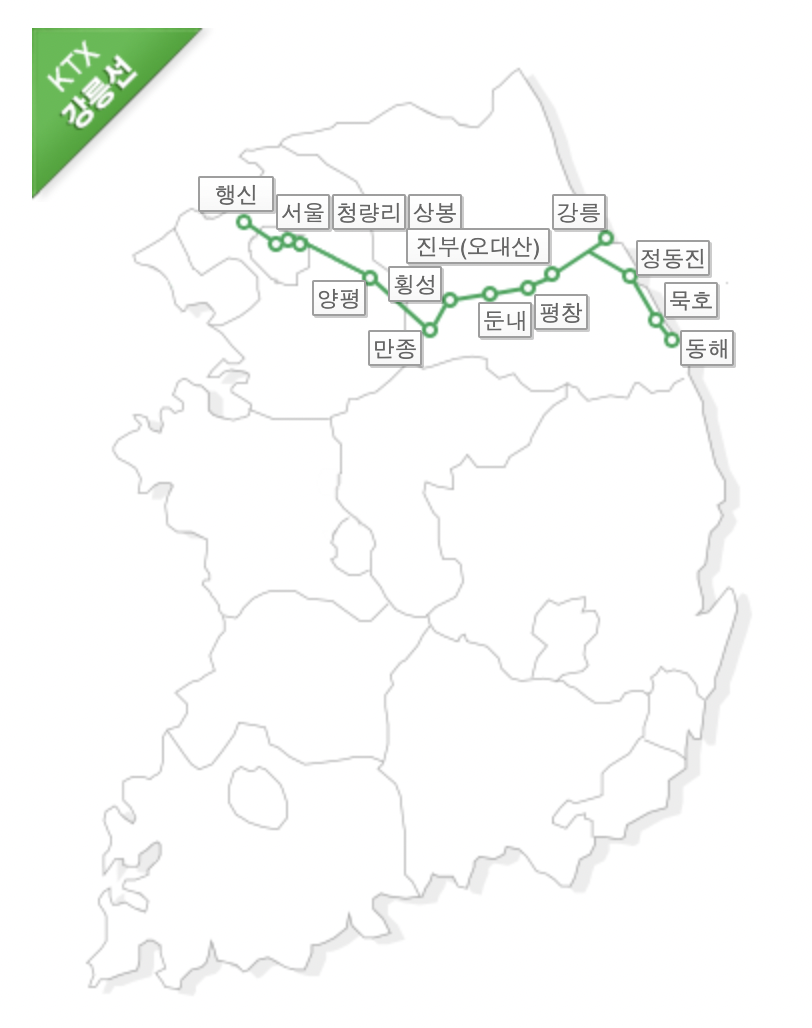 KTX
강릉선
행신
서울
청량리
상봉
양평
만종
횡성
둔내
평창
진부(오대산)
강릉
정동진
묵호
동해